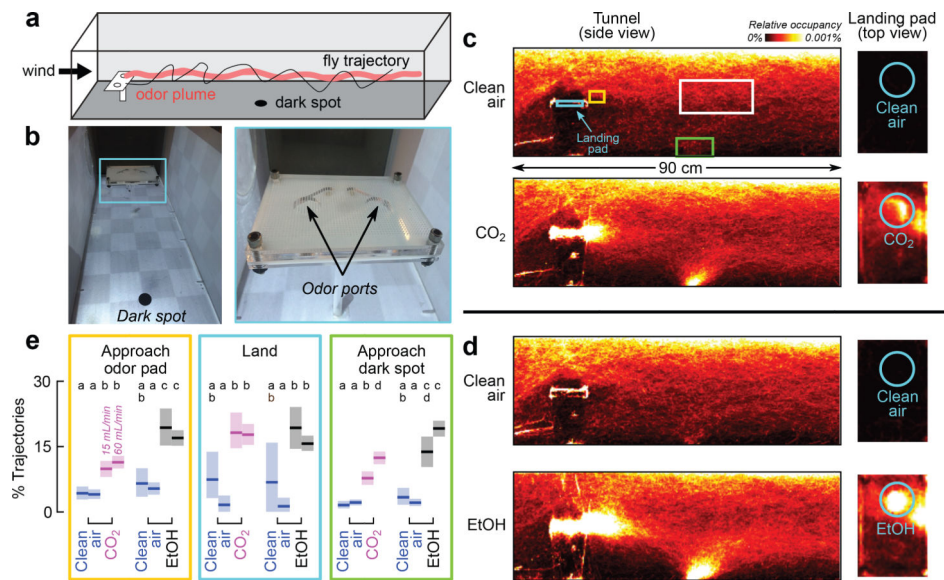 a
wind
fly trajectory
odor plume
dark spot
b
Dark spot
Odor ports
c
Tunnel
(side view)
Relative occupancy
0%
0.001%
Landing pad
(top view)
Clean
air
Landing
pad
Clean
air
90 cm
CO2
CO2
d
Clean
air
Clean
air
EtOH
EtOH
e
Approach
odor pad
Land
Approach
dark spot
% Trajectories
30
15
0
a a b b a a c c
b
a a b b a a b b
b b
a a b d a a c c
b d
15 mL/min
60 mL/min
Clean
air
CO2
Clean
air
EtOH
Clean
air
CO2
Clean
air
EtOH
Clean
air
CO2
Clean
air
EtOH